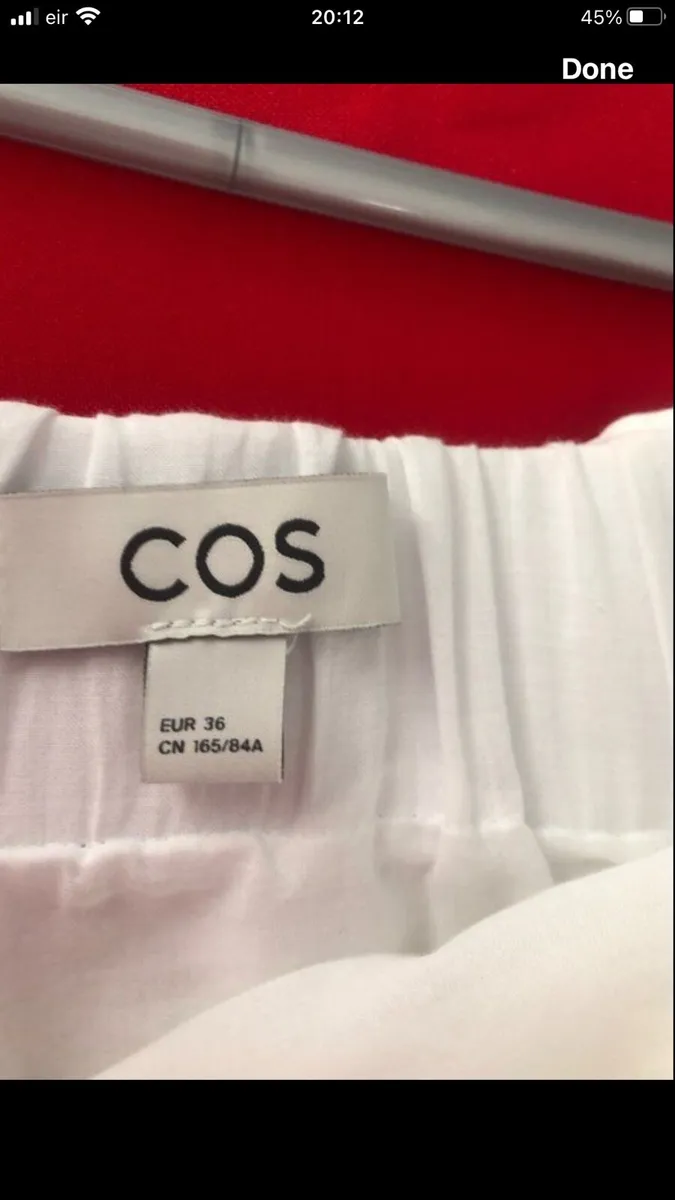 eir 20:12 45%
Done
COS
EUR 36
CN 165/84A